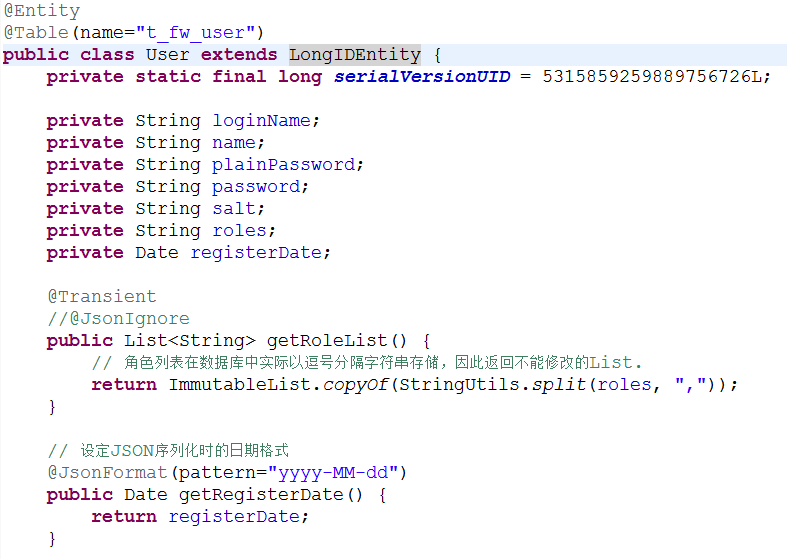 @Entity
@Table(name="t_fw_user")
public class User extends LongIDEntity {
    private static final long serialVersionUID = 5315859259889756726L;

    private String loginName;
    private String name;
    private String plainPassword;
    private String password;
    private String salt;
    private String roles;
    private Date registerDate;

    @Transient
    //@JsonIgnore
    public List<String> getRoleList() {
        // 角色列表在数据库中实际以逗号分隔字符串存储，因此返回不能修改的List.
        return ImmutableList.copyOf(StringUtils.split(roles, ","));
    }

    // 设定JSON序列化时的日期格式
    @JsonFormat(pattern="yyyy-MM-dd")
    public Date getRegisterDate() {
        return registerDate;
    }